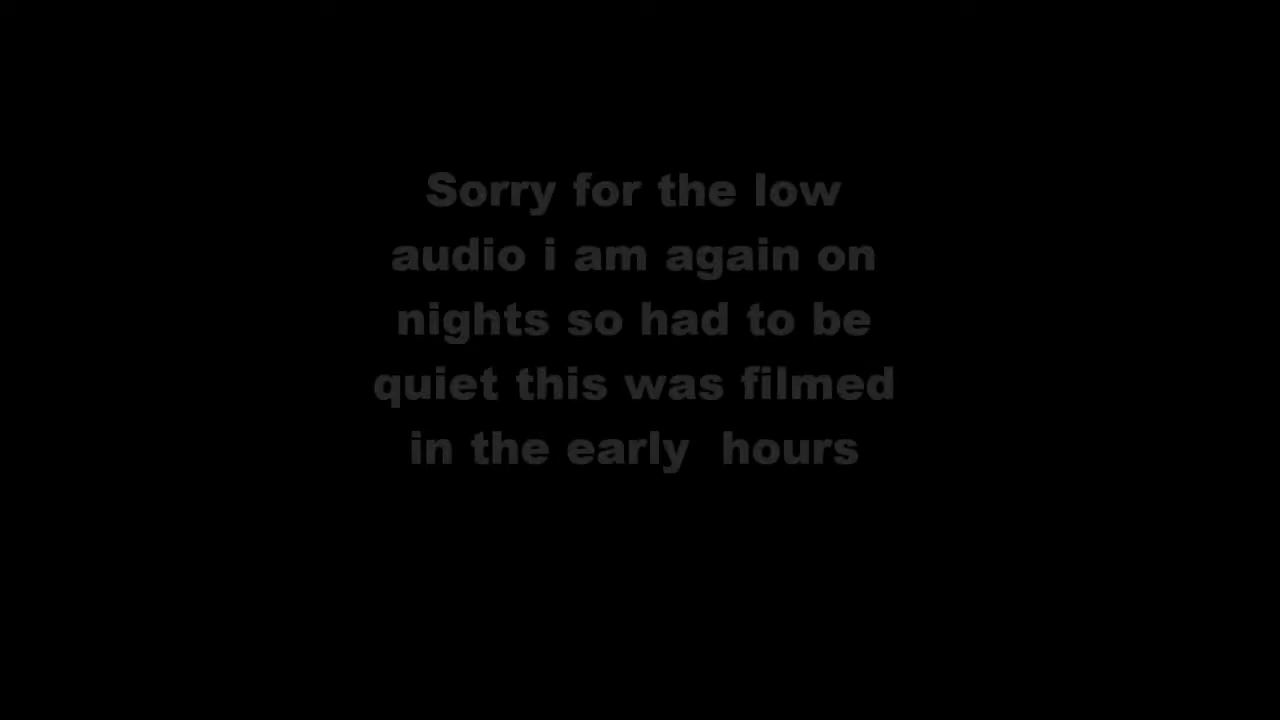 Sorry for the low
audio i am again on
nights so had to be
quiet this was filmed
in the early  hours